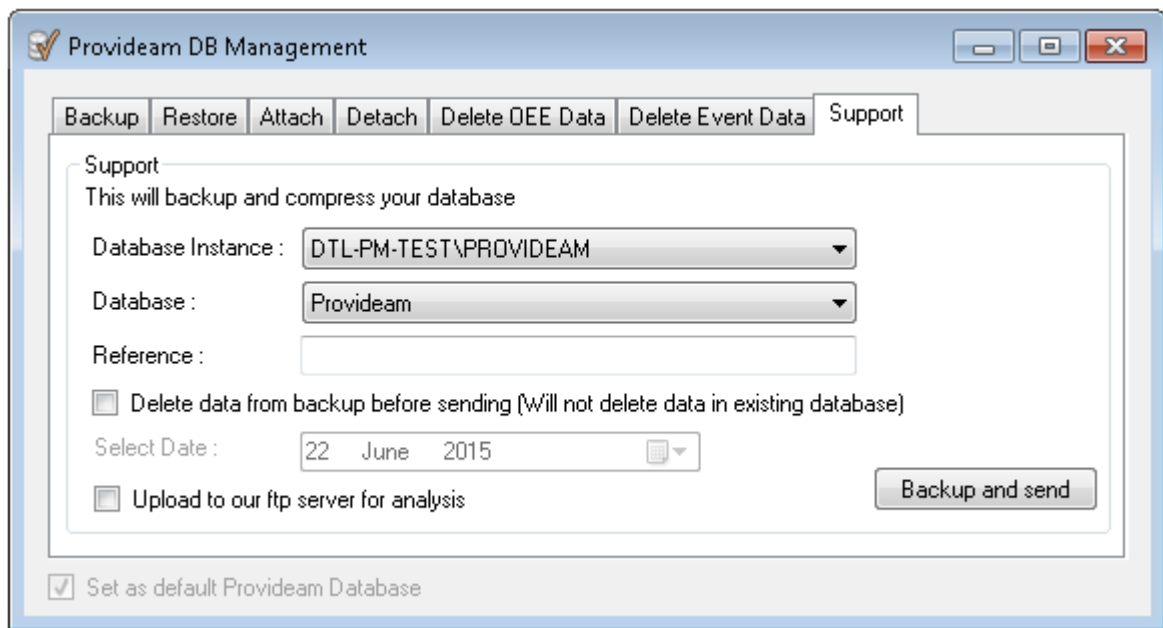 Provideam DB Management
Backup Restore Attach Detach Delete OEE Data Delete Event Data Support
Support
This will backup and compress your database
Database Instance : DTL-PM-TEST\PROVIDEAM
Database : Provideam
Reference :
Delete data from backup before sending (Will not delete data in existing database)
Select Date : 22 June 2015
Upload to our ftp server for analysis
Backup and send
Set as default Provideam Database